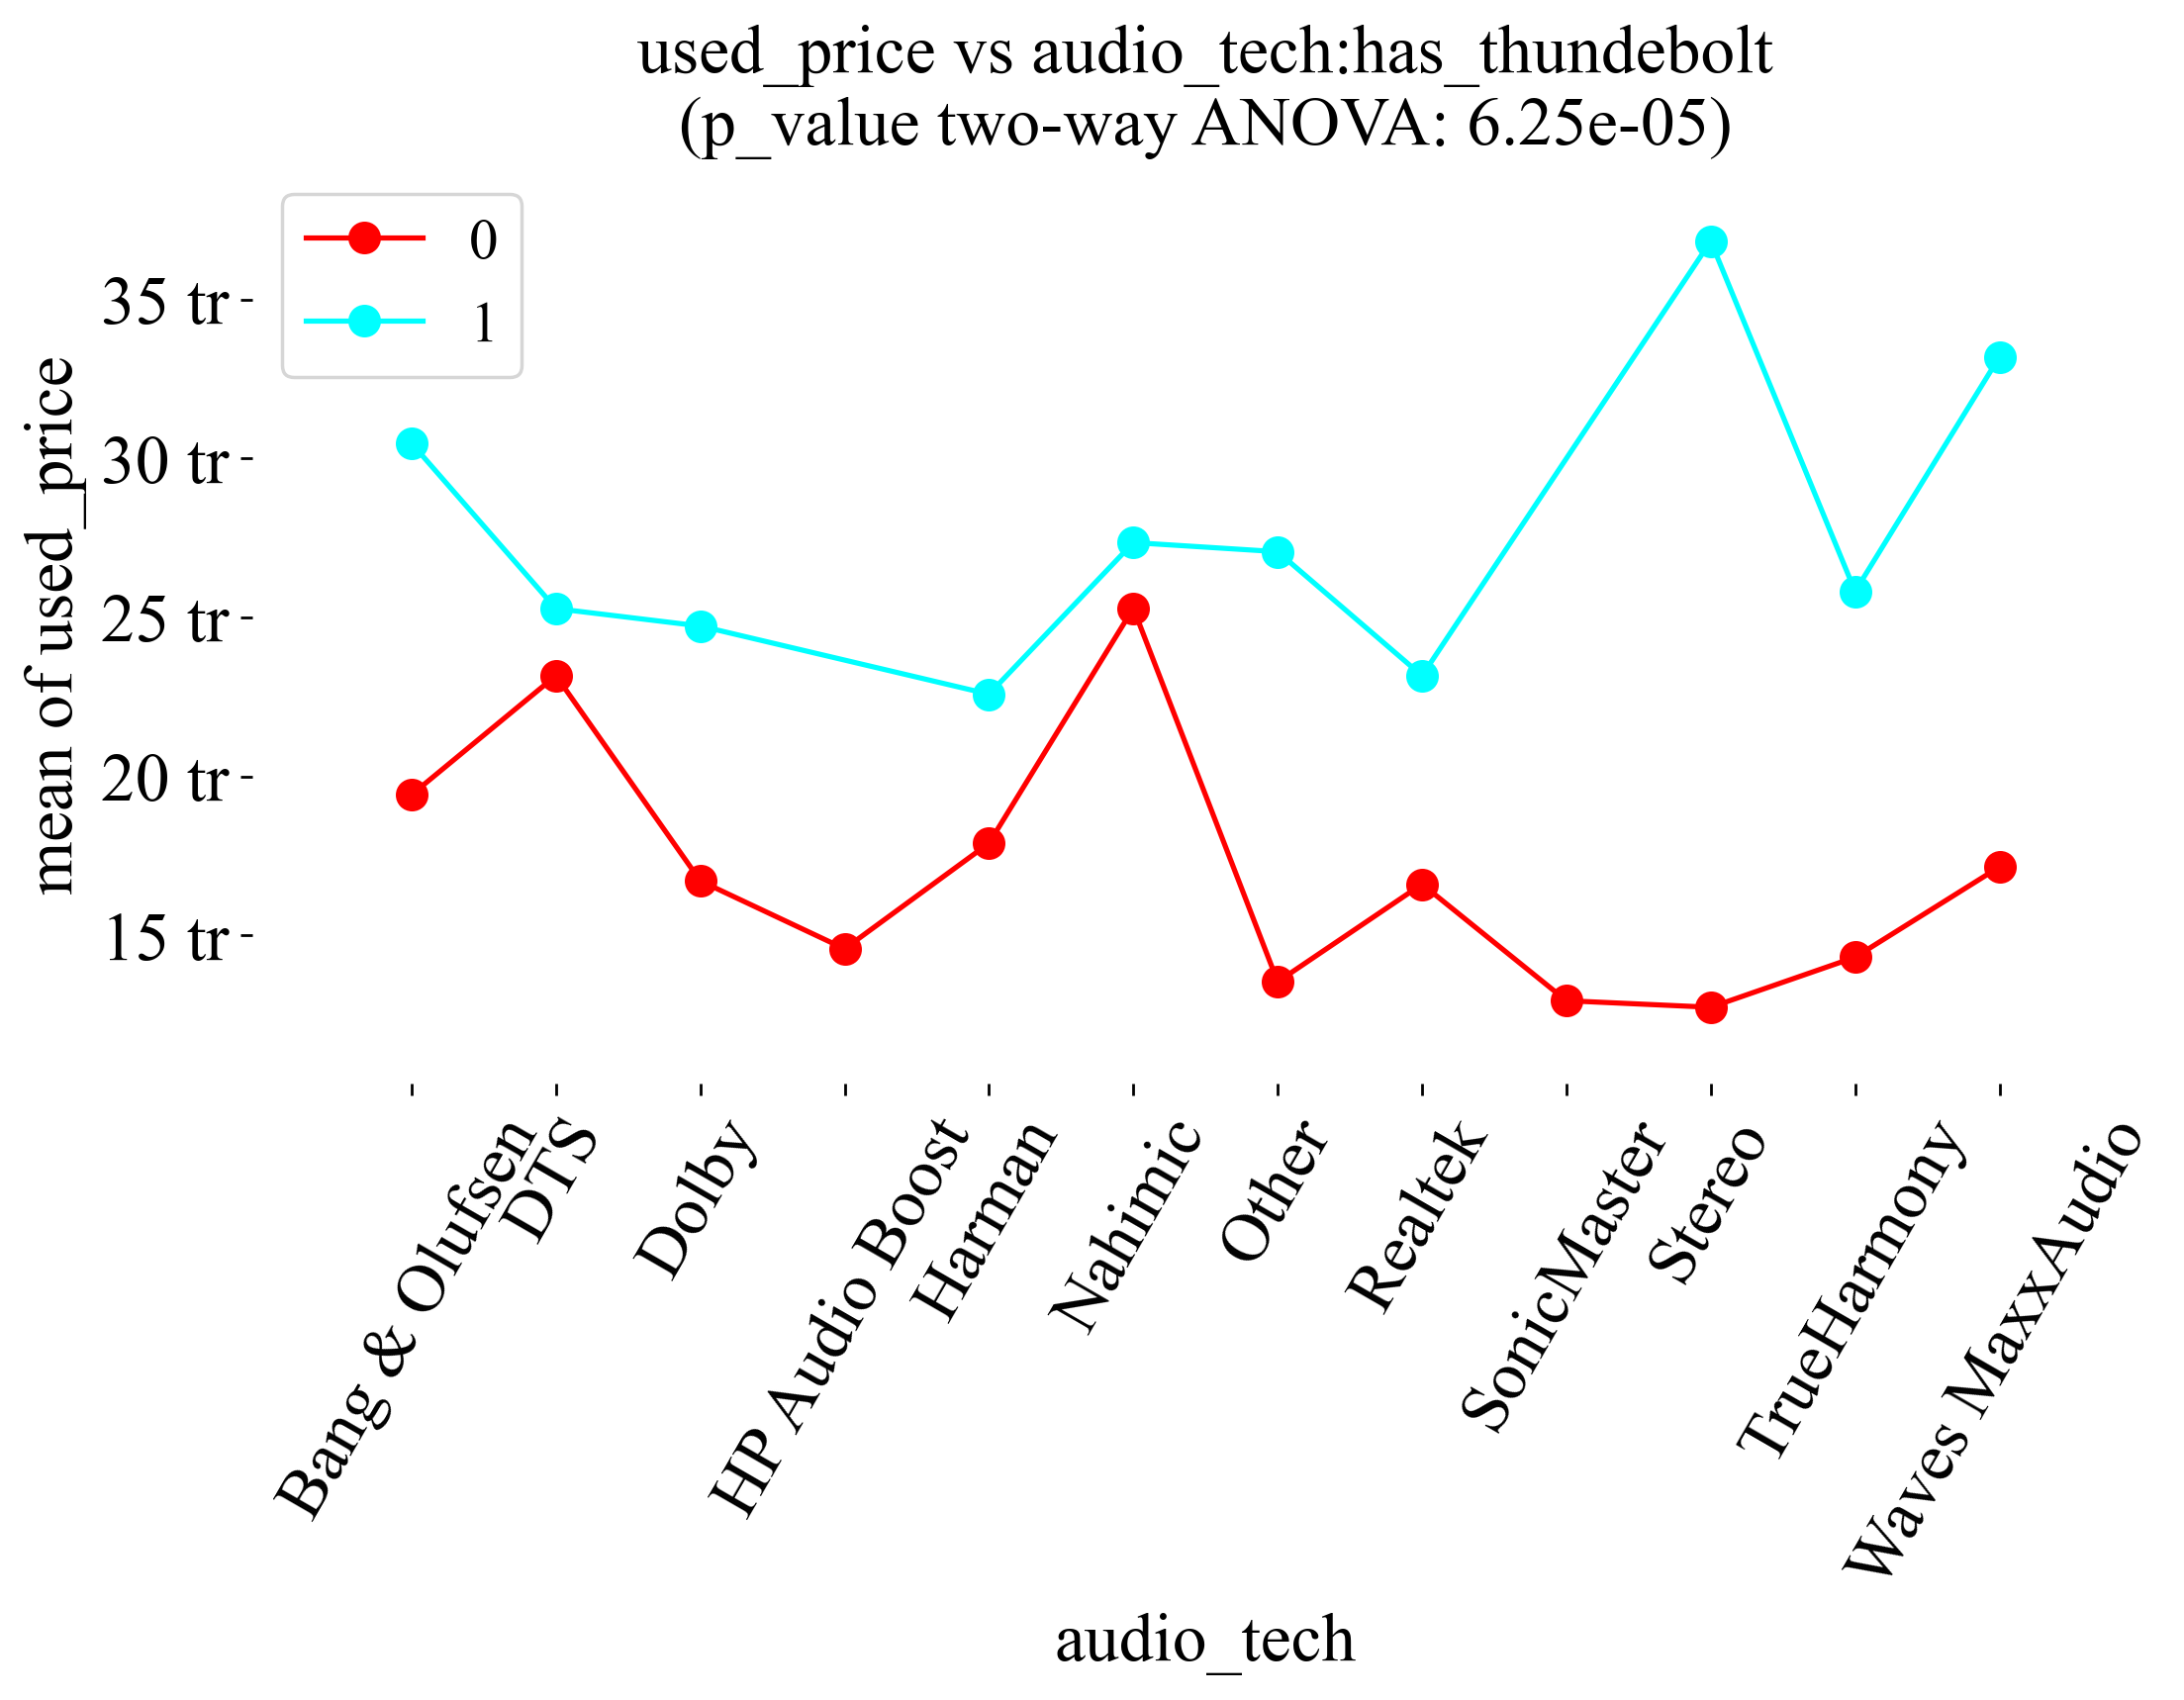 used_price vs audio_tech:has_thundebolt
(p_value two-way ANOVA: 6.25e-05)
0
1
35 tr
30 tr
25 tr
20 tr
15 tr
mean of used_price
Bang & Olufsen
DTS
Dolby
HP Audio Boost
Harman
Nahimic
Other
Realtek
SonicMaster
Stereo
TrueHarmony
Waves MaxxAudio
audio_tech